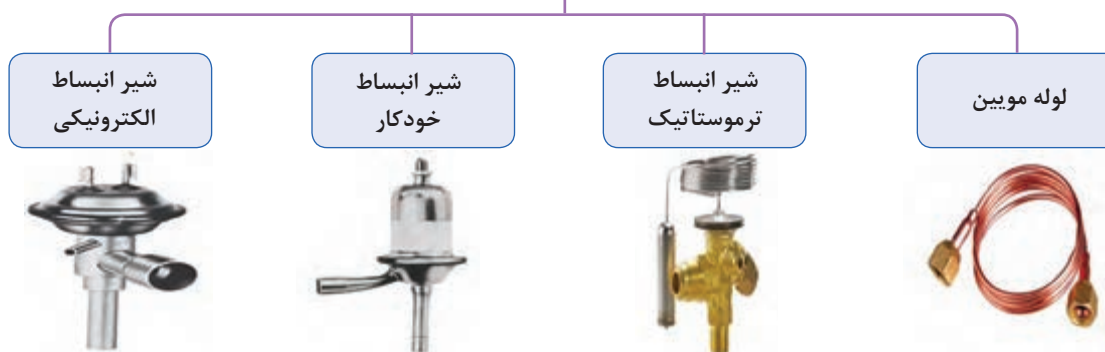 لوله مویین
شیر انبساط
ترموستاتیک
شیر انبساط
خودکار
شیر انبساط
الکترونیکی